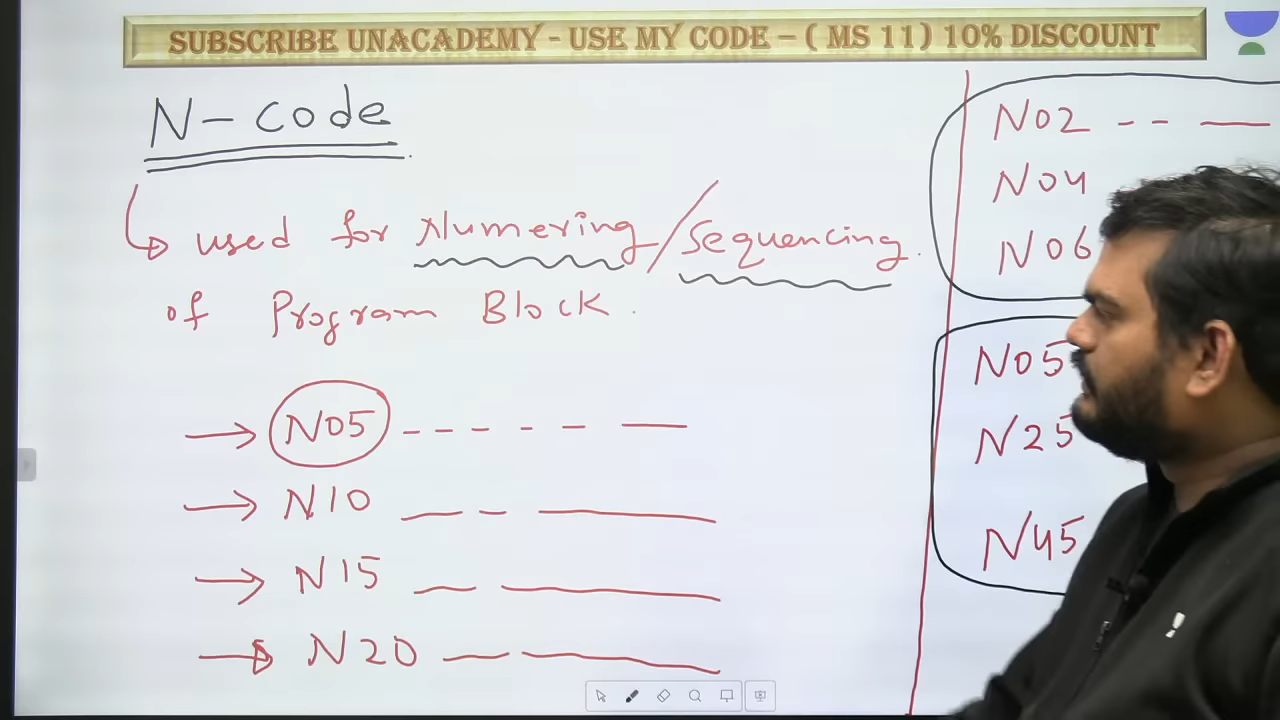 SUBSCRIBE UNACADEMY - USE MY CODE – ( MS 11) 10% DISCOUNT
N - code
used for Numering/Sequencing
of Program Block.
N05
N10
N15
N20
N02
N04
N06
N05
N25
N45